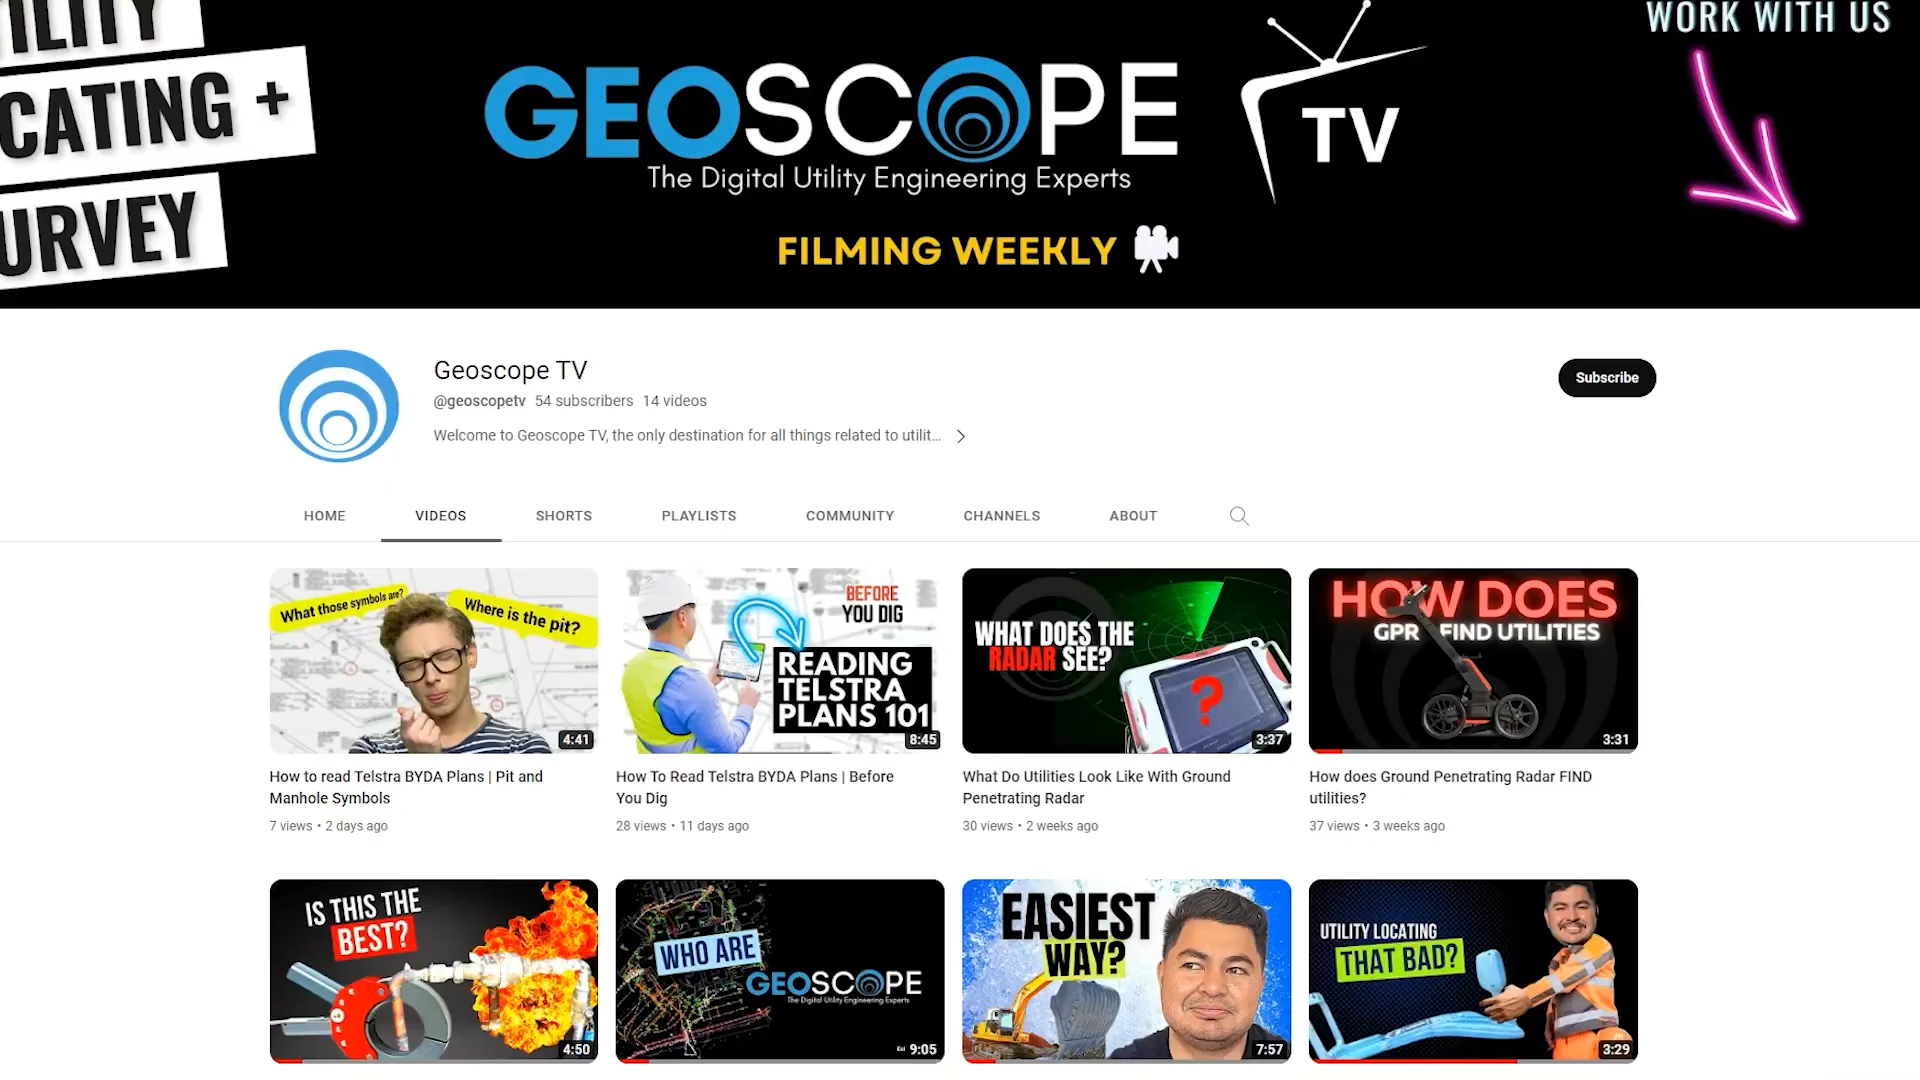 WORK WITH US
CATING +
URVEY
GEOSCOPE TV
The Digital Utility Engineering Experts
FILMING WEEKLY
Geoscope TV
@geoscopetv 54 subscribers 14 videos
Welcome to Geoscope TV, the only destination for all things related to utilit...
Subscribe
HOME VIDEOS SHORTS PLAYLISTS COMMUNITY CHANNELS ABOUT
What those symbols are?
Where is the pit?
4:41
BEFORE
YOU DIG
READING
TELSTRA
PLANS 101
8:45
WHAT DOES THE
RADAR SEE?
?
3:37
HOW DOES
GPR FIND UTILITIES
3:31
How to read Telstra BYDA Plans | Pit and
Manhole Symbols
7 views • 2 days ago
How To Read Telstra BYDA Plans | Before
You Dig
28 views • 11 days ago
What Do Utilities Look Like With Ground
Penetrating Radar
30 views • 2 weeks ago
How does Ground Penetrating Radar FIND
utilities?
37 views • 3 weeks ago
IS THIS THE
BEST?
4:50
WHO ARE
GEOSCOPE
The Digital Utility Engineering Experts
9:05
EASIEST
WAY?
7:57
UTILITY LOCATING
THAT BAD?
3:29